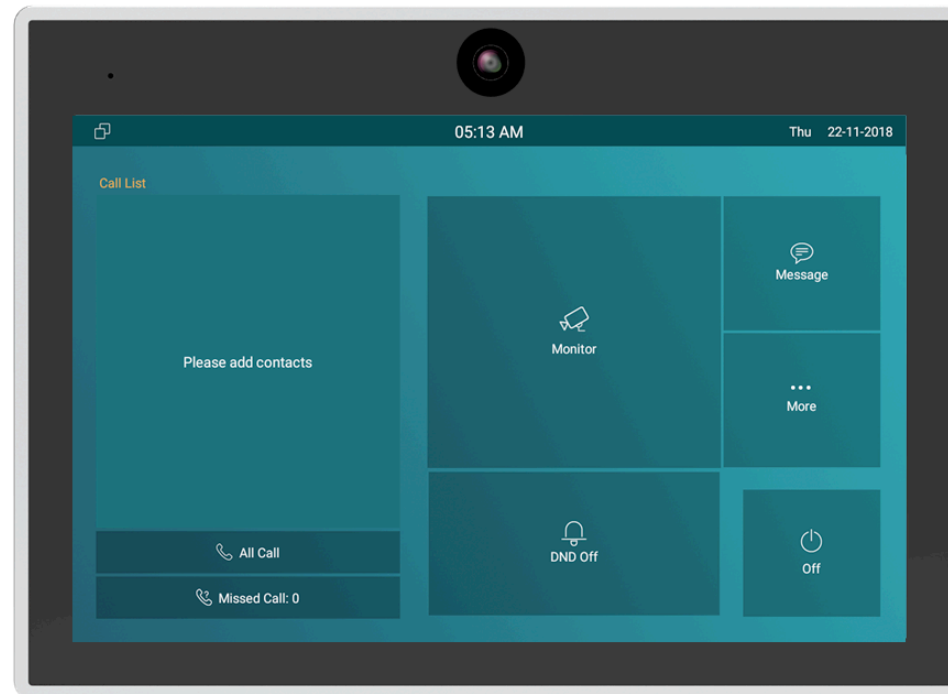 05:13 AM
Thu 22-11-2018
Call List
Please add contacts
All Call
Missed Call: 0
Monitor
Message
More
DND Off
Off